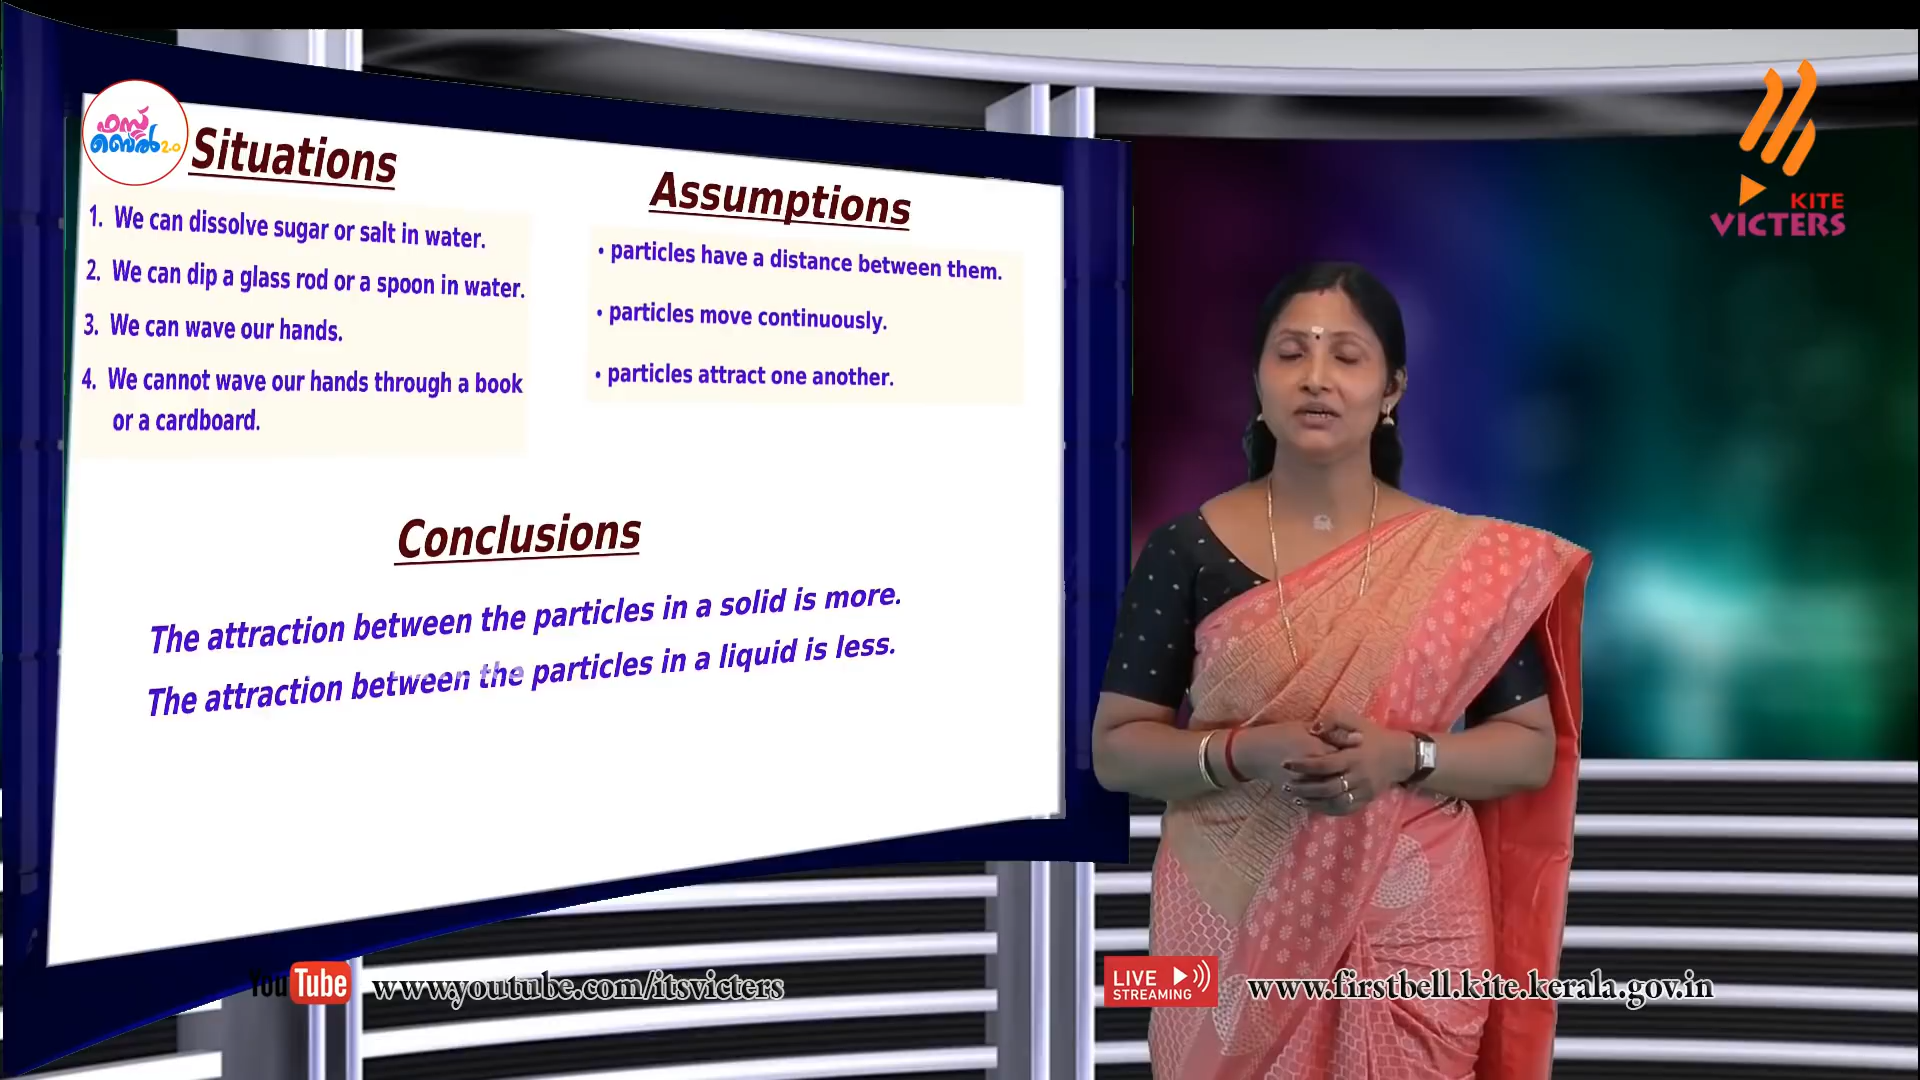 ഫസ്റ്റ്
ബെൽ 2.0
Situations
1. We can dissolve sugar or salt in water.
2. We can dip a glass rod or a spoon in water.
3. We can wave our hands.
4. We cannot wave our hands through a book
or a cardboard.
Assumptions
• particles have a distance between them.
• particles move continuously.
• particles attract one another.
Conclusions
The attraction between the particles in a solid is more.
The attraction between the particles in a liquid is less.
KITE
VICTERS
YouTube www.youtube.com/itsvicters
LIVE
STREAMING
www.firstbell.kite.kerala.gov.in